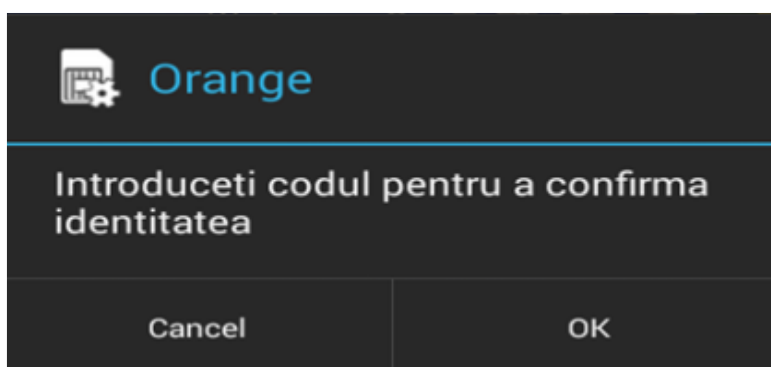 Orange
Introduceti codul pentru a confirma
identitatea
Cancel
OK